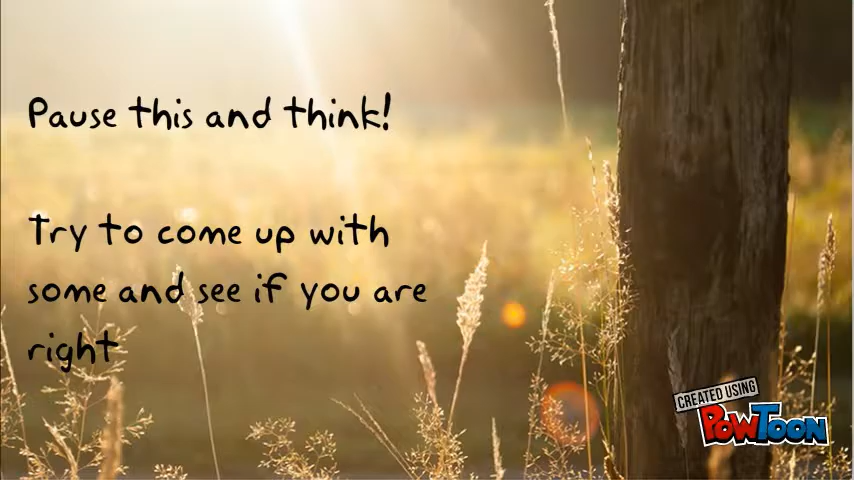 Pause this and think!
Try to come up with
some and see if you are
right
CREATED USING
POWTOON